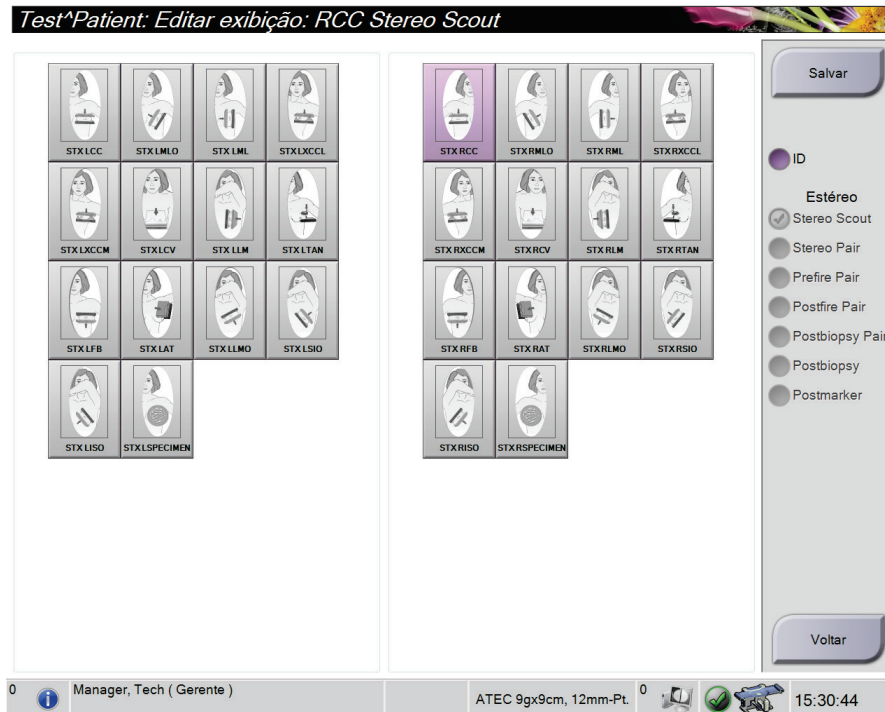 Test^Patient: Editar exibição: RCC Stereo Scout
STX LCC STX LMLO STX LML STX LXCCL
STX LXCCM STX LCV STX LLM STX LTAN
STX LFB STX LAT STX LLMO STX LSIO
STX LISO STX LSPECIMEN
STX RCC STX RMLO STX RML STX RXCCL
STX RXCCM STX RCV STX RLM STX RTAN
STX RFB STX RAT STX RLMO STX RSIO
STX RISO STX RSPECIMEN
Salvar
ID
Estéreo
Stereo Scout
Stereo Pair
Prefire Pair
Postfire Pair
Postbiopsy Pair
Postbiopsy
Postmarker
Voltar
0 Manager, Tech ( Gerente ) ATEC 9gx9cm, 12mm-Pt. 0 15:30:44